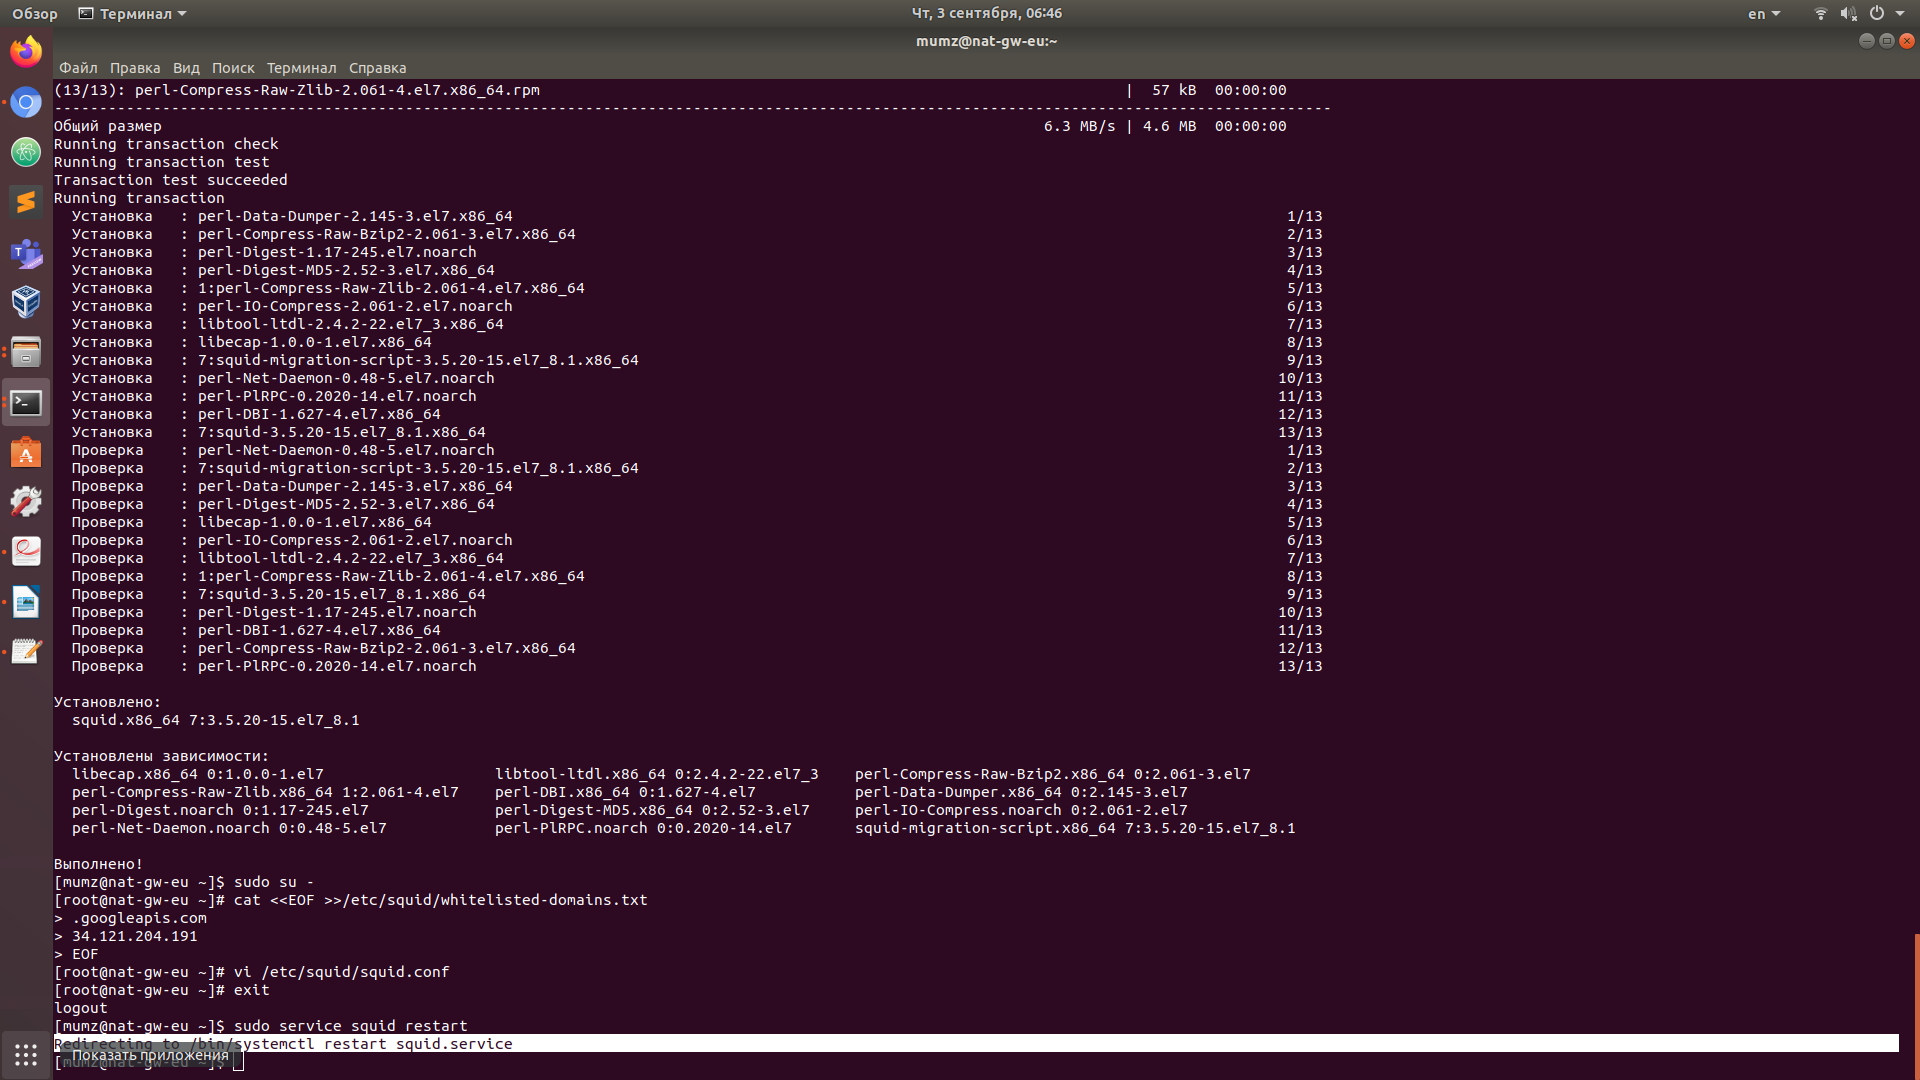 Обзор Терминал Чт, 3 сентября, 06:46 en
mumz@nat-gw-eu:~
Файл Правка Вид Поиск Терминал Справка
(13/13): perl-Compress-Raw-Zlib-2.061-4.el7.x86_64.rpm | 57 kB 00:00:00
--------------------------------------------------------------------------------------------------------------------------------------------
Общий размер 6.3 MB/s | 4.6 MB 00:00:00
Running transaction check
Running transaction test
Transaction test succeeded
Running transaction
Установка : perl-Data-Dumper-2.145-3.el7.x86_64 1/13
Установка : perl-Compress-Raw-Bzip2-2.061-3.el7.x86_64 2/13
Установка : perl-Digest-1.17-245.el7.noarch 3/13
Установка : perl-Digest-MD5-2.52-3.el7.x86_64 4/13
Установка : 1:perl-Compress-Raw-Zlib-2.061-4.el7.x86_64 5/13
Установка : perl-IO-Compress-2.061-2.el7.noarch 6/13
Установка : libtool-ltdl-2.4.2-22.el7_3.x86_64 7/13
Установка : libecap-1.0.0-1.el7.x86_64 8/13
Установка : 7:squid-migration-script-3.5.20-15.el7_8.1.x86_64 9/13
Установка : perl-Net-Daemon-0.48-5.el7.noarch 10/13
Установка : perl-PlRPC-0.2020-14.el7.noarch 11/13
Установка : perl-DBI-1.627-4.el7.x86_64 12/13
Установка : 7:squid-3.5.20-15.el7_8.1.x86_64 13/13
Проверка : perl-Net-Daemon-0.48-5.el7.noarch 1/13
Проверка : 7:squid-migration-script-3.5.20-15.el7_8.1.x86_64 2/13
Проверка : perl-Data-Dumper-2.145-3.el7.x86_64 3/13
Проверка : perl-Digest-MD5-2.52-3.el7.x86_64 4/13
Проверка : libecap-1.0.0-1.el7.x86_64 5/13
Проверка : perl-IO-Compress-2.061-2.el7.noarch 6/13
Проверка : libtool-ltdl-2.4.2-22.el7_3.x86_64 7/13
Проверка : 1:perl-Compress-Raw-Zlib-2.061-4.el7.x86_64 8/13
Проверка : 7:squid-3.5.20-15.el7_8.1.x86_64 9/13
Проверка : perl-Digest-1.17-245.el7.noarch 10/13
Проверка : perl-DBI-1.627-4.el7.x86_64 11/13
Проверка : perl-Compress-Raw-Bzip2-2.061-3.el7.x86_64 12/13
Проверка : perl-PlRPC-0.2020-14.el7.noarch 13/13
Установлено:
squid.x86_64 7:3.5.20-15.el7_8.1
Установлены зависимости:
libecap.x86_64 0:1.0.0-1.el7 libtool-ltdl.x86_64 0:2.4.2-22.el7_3 perl-Compress-Raw-Bzip2.x86_64 0:2.061-3.el7
perl-Compress-Raw-Zlib.x86_64 1:2.061-4.el7 perl-DBI.x86_64 0:1.627-4.el7 perl-Data-Dumper.x86_64 0:2.145-3.el7
perl-Digest.noarch 0:1.17-245.el7 perl-Digest-MD5.x86_64 0:2.52-3.el7 perl-IO-Compress.noarch 0:2.061-2.el7
perl-Net-Daemon.noarch 0:0.48-5.el7 perl-PlRPC.noarch 0:0.2020-14.el7 squid-migration-script.x86_64 7:3.5.20-15.el7_8.1
Выполнено!
[mumz@nat-gw-eu ~]$ sudo su -
[root@nat-gw-eu ~]# cat <<EOF >>/etc/squid/whitelisted-domains.txt
> .googleapis.com
> 34.121.204.191
> EOF
[root@nat-gw-eu ~]# vi /etc/squid/squid.conf
[root@nat-gw-eu ~]# exit
logout
[mumz@nat-gw-eu ~]$ sudo service squid restart
Redirecting to /bin/systemctl restart squid.service
Показать приложения
[mumz@nat-gw-eu ~]$